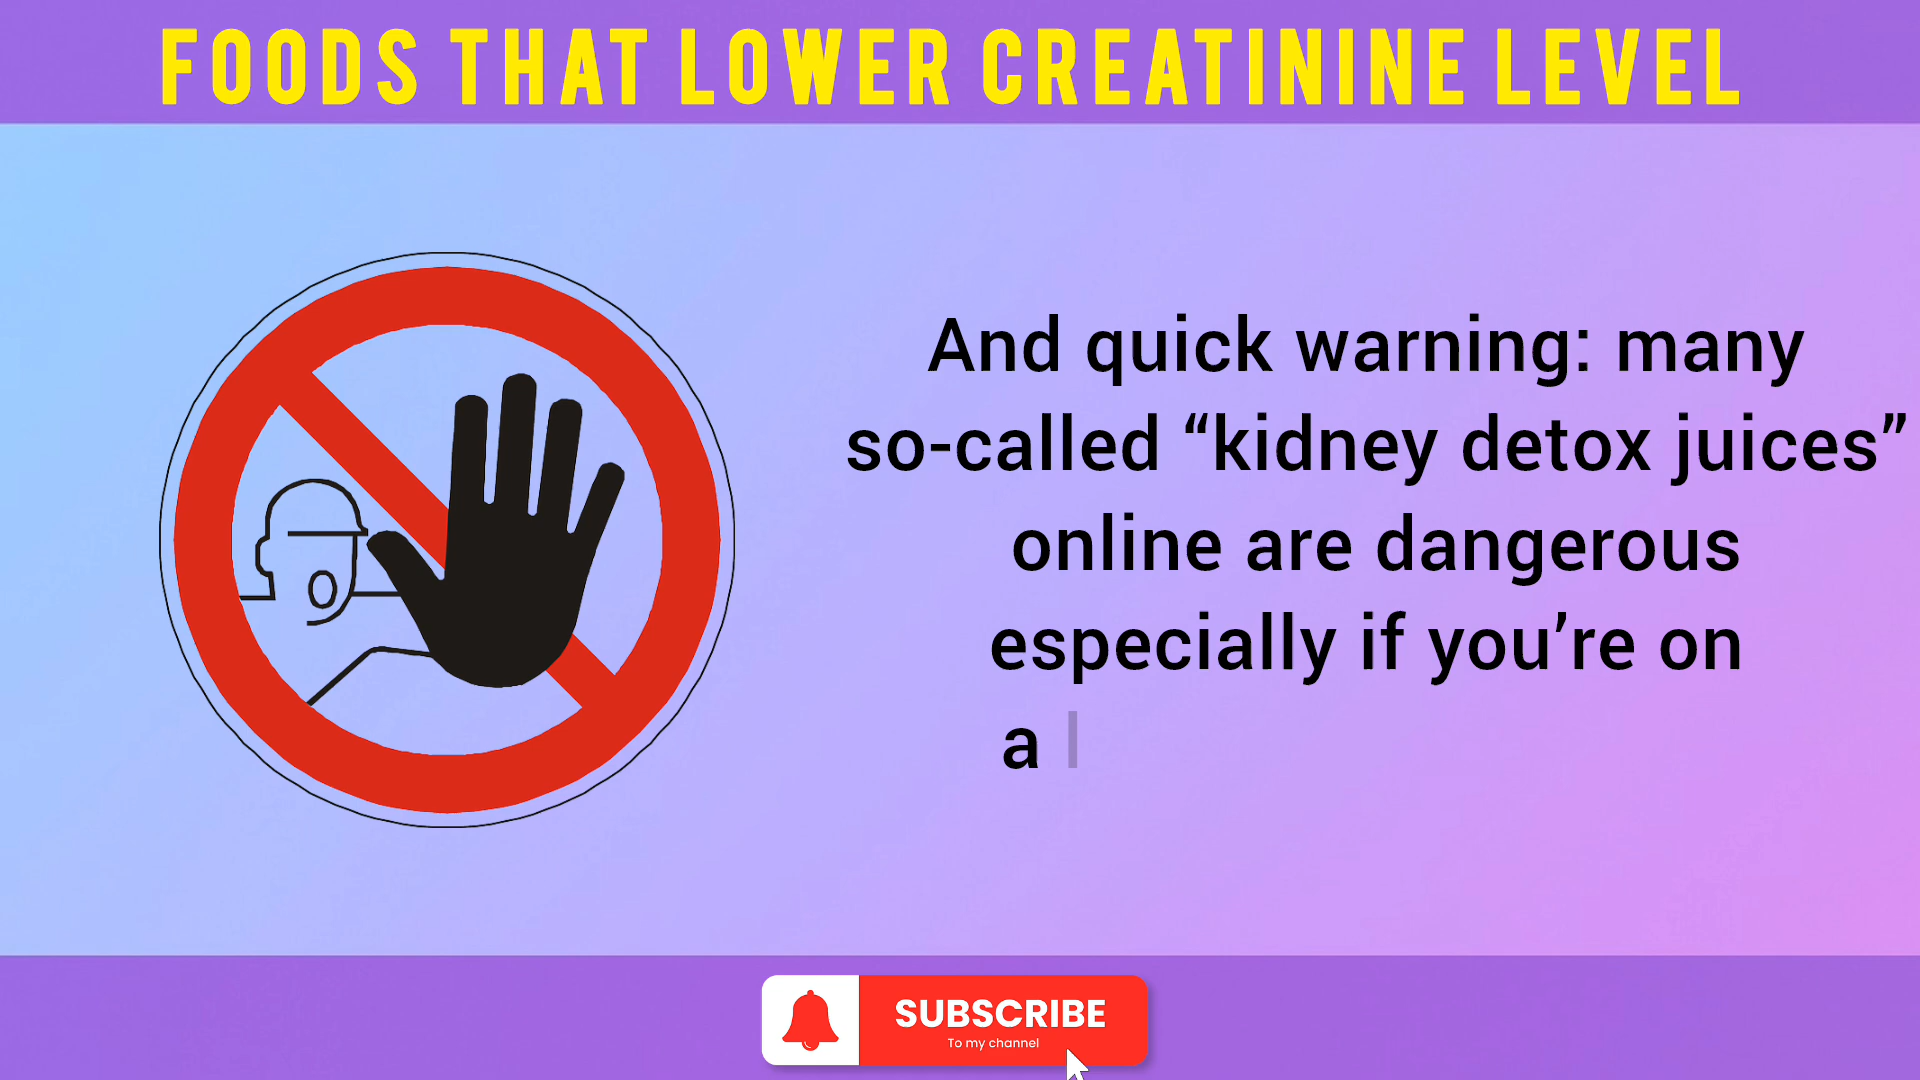 FOODS THAT LOWER CREATININE LEVEL
And quick warning: many
so-called “kidney detox juices”
online are dangerous
especially if you’re on
a l
SUBSCRIBE
To my channel